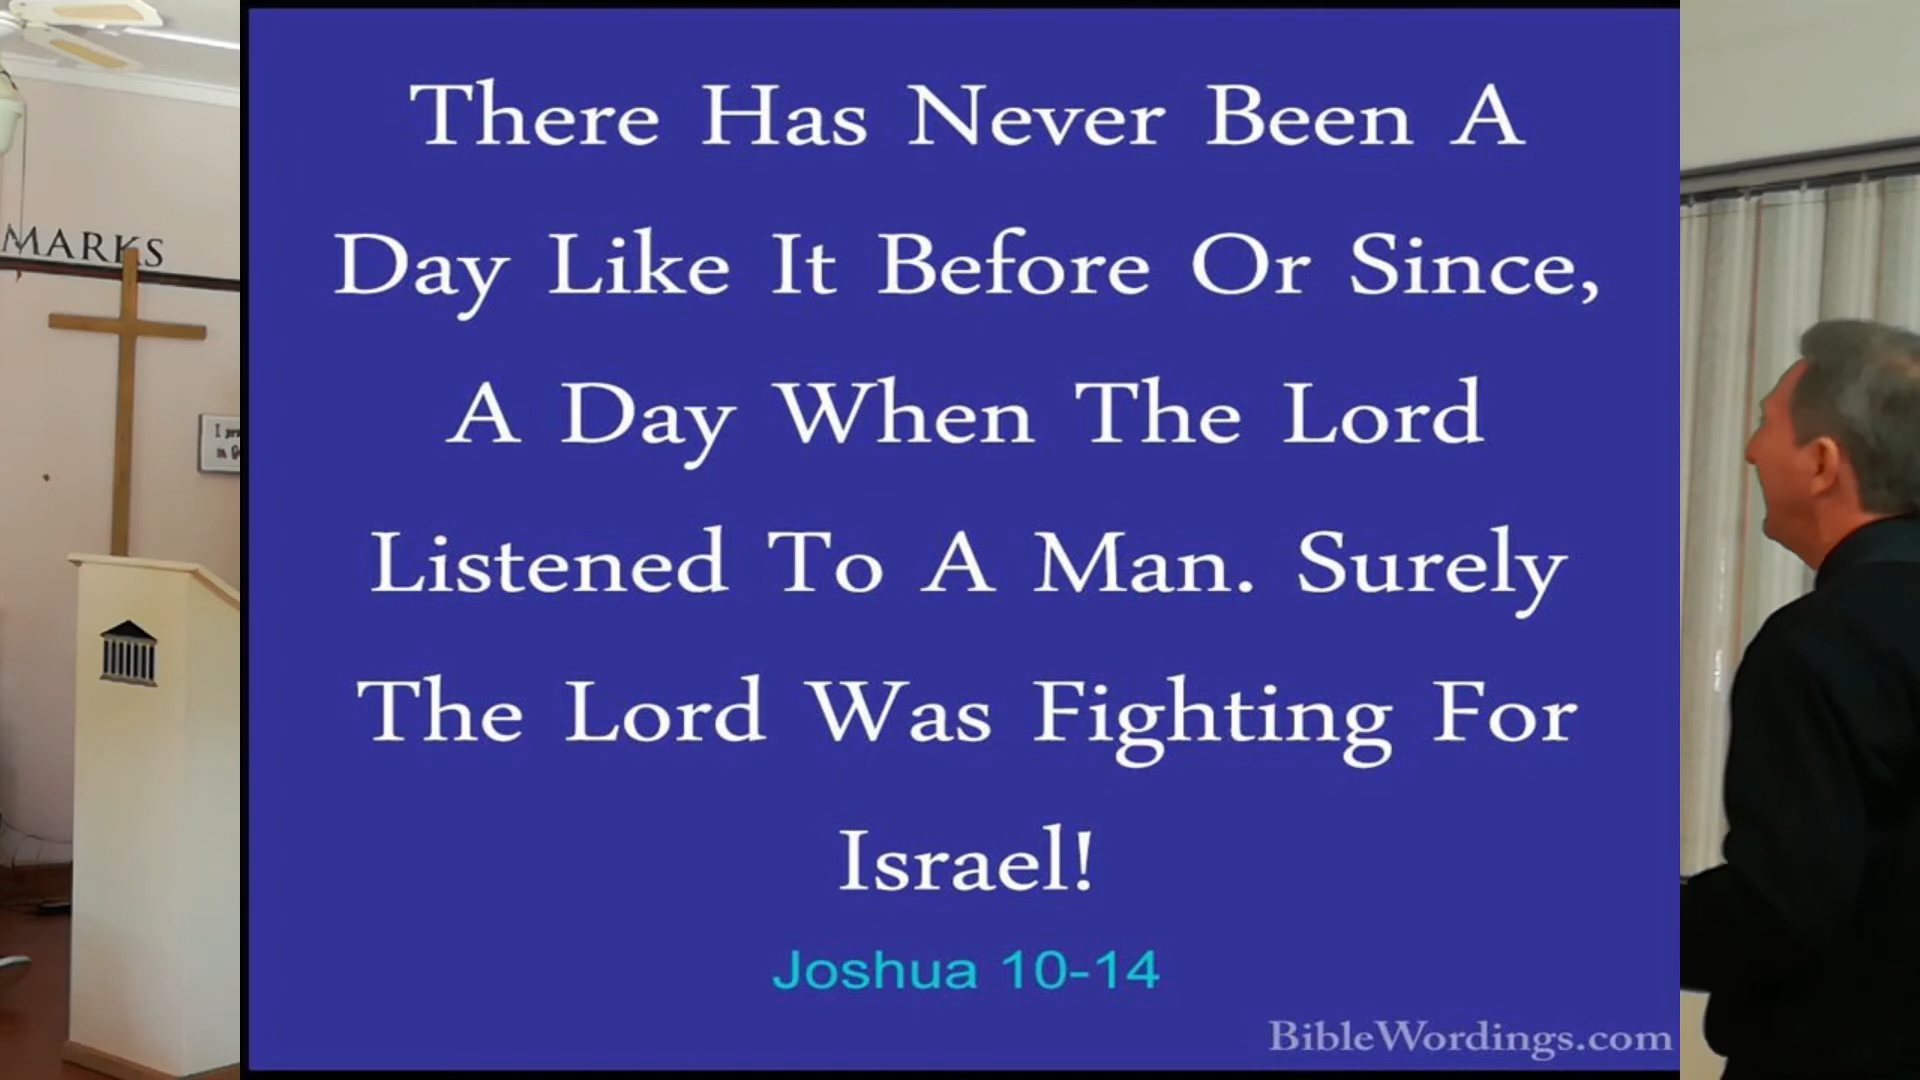 MARKS
There Has Never Been A
Day Like It Before Or Since,
A Day When The Lord
Listened To A Man. Surely
The Lord Was Fighting For
Israel!
Joshua 10-14
BibleWordings.com